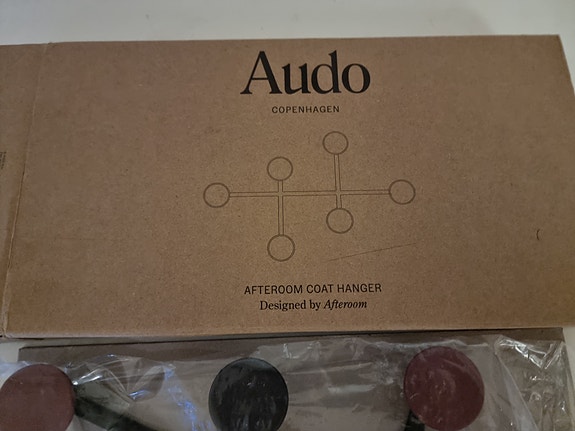 Audo
COPENHAGEN
AFTEROOM COAT HANGER
Designed by Afteroom